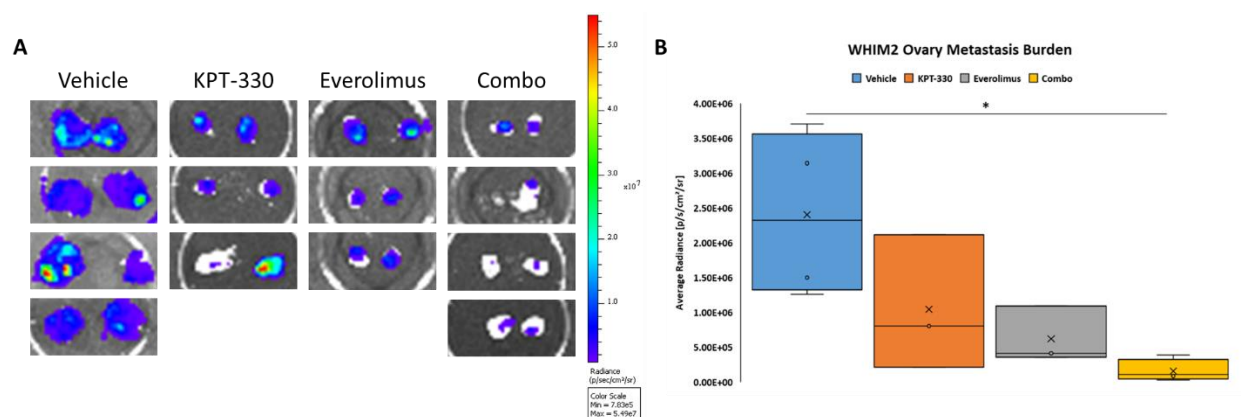 A
Vehicle KPT-330 Everolimus Combo
5.0
4.0
3.0
x10⁷
2.0
1.0
Radiance
(p/sec/cm²/sr)
Color Scale
Min = 7.83e5
Max = 5.49e7
B
WHIM2 Ovary Metastasis Burden
Vehicle KPT-330 Everolimus Combo
Average Radiance [p/s/cm²/sr]
4.00E+06
3.50E+06
3.00E+06
2.50E+06
2.00E+06
1.50E+06
1.00E+06
5.00E+05
0.00E+00
*